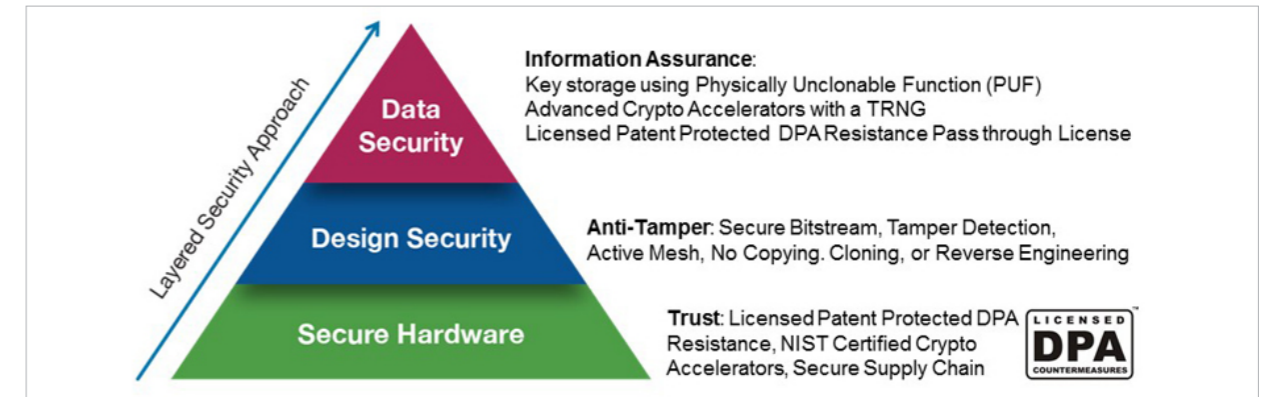 Layered Security Approach
Data
Security
Information Assurance:
Key storage using Physically Unclonable Function (PUF)
Advanced Crypto Accelerators with a TRNG
Licensed Patent Protected DPA Resistance Pass through License
Design Security
Anti-Tamper: Secure Bitstream, Tamper Detection,
Active Mesh, No Copying. Cloning, or Reverse Engineering
Secure Hardware
Trust: Licensed Patent Protected DPA
Resistance, NIST Certified Crypto
Accelerators, Secure Supply Chain
LICENSED
DPA
COUNTERMEASURES
™